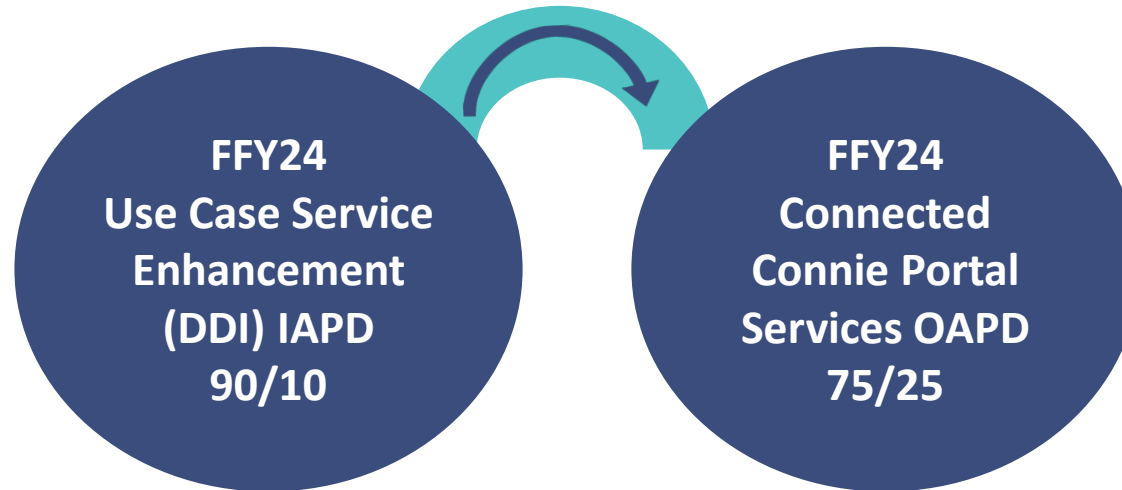 FFY24
Use Case Service
Enhancement
(DDI) IAPD
90/10
FFY24
Connected
Connie Portal
Services OAPD
75/25